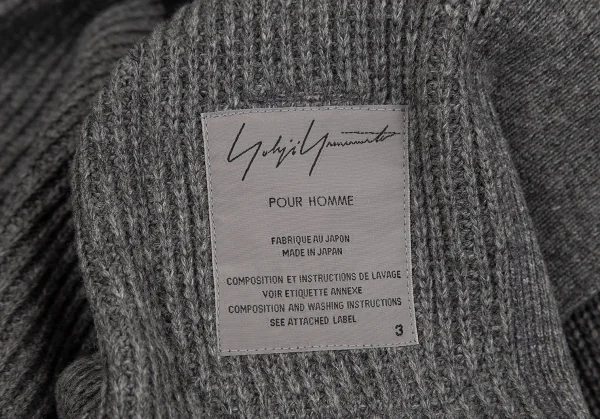 Yohji Yamamoto
POUR HOMME
FABRIQUE AU JAPON
MADE IN JAPAN
COMPOSITION ET INSTRUCTIONS DE LAVAGE
VOIR ETIQUETTE ANNEXE
COMPOSITION AND WASHING INSTRUCTIONS
SEE ATTACHED LABEL
3